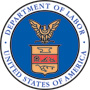 DEPARTMENT OF LABOR
UNITED STATES OF AMERICA